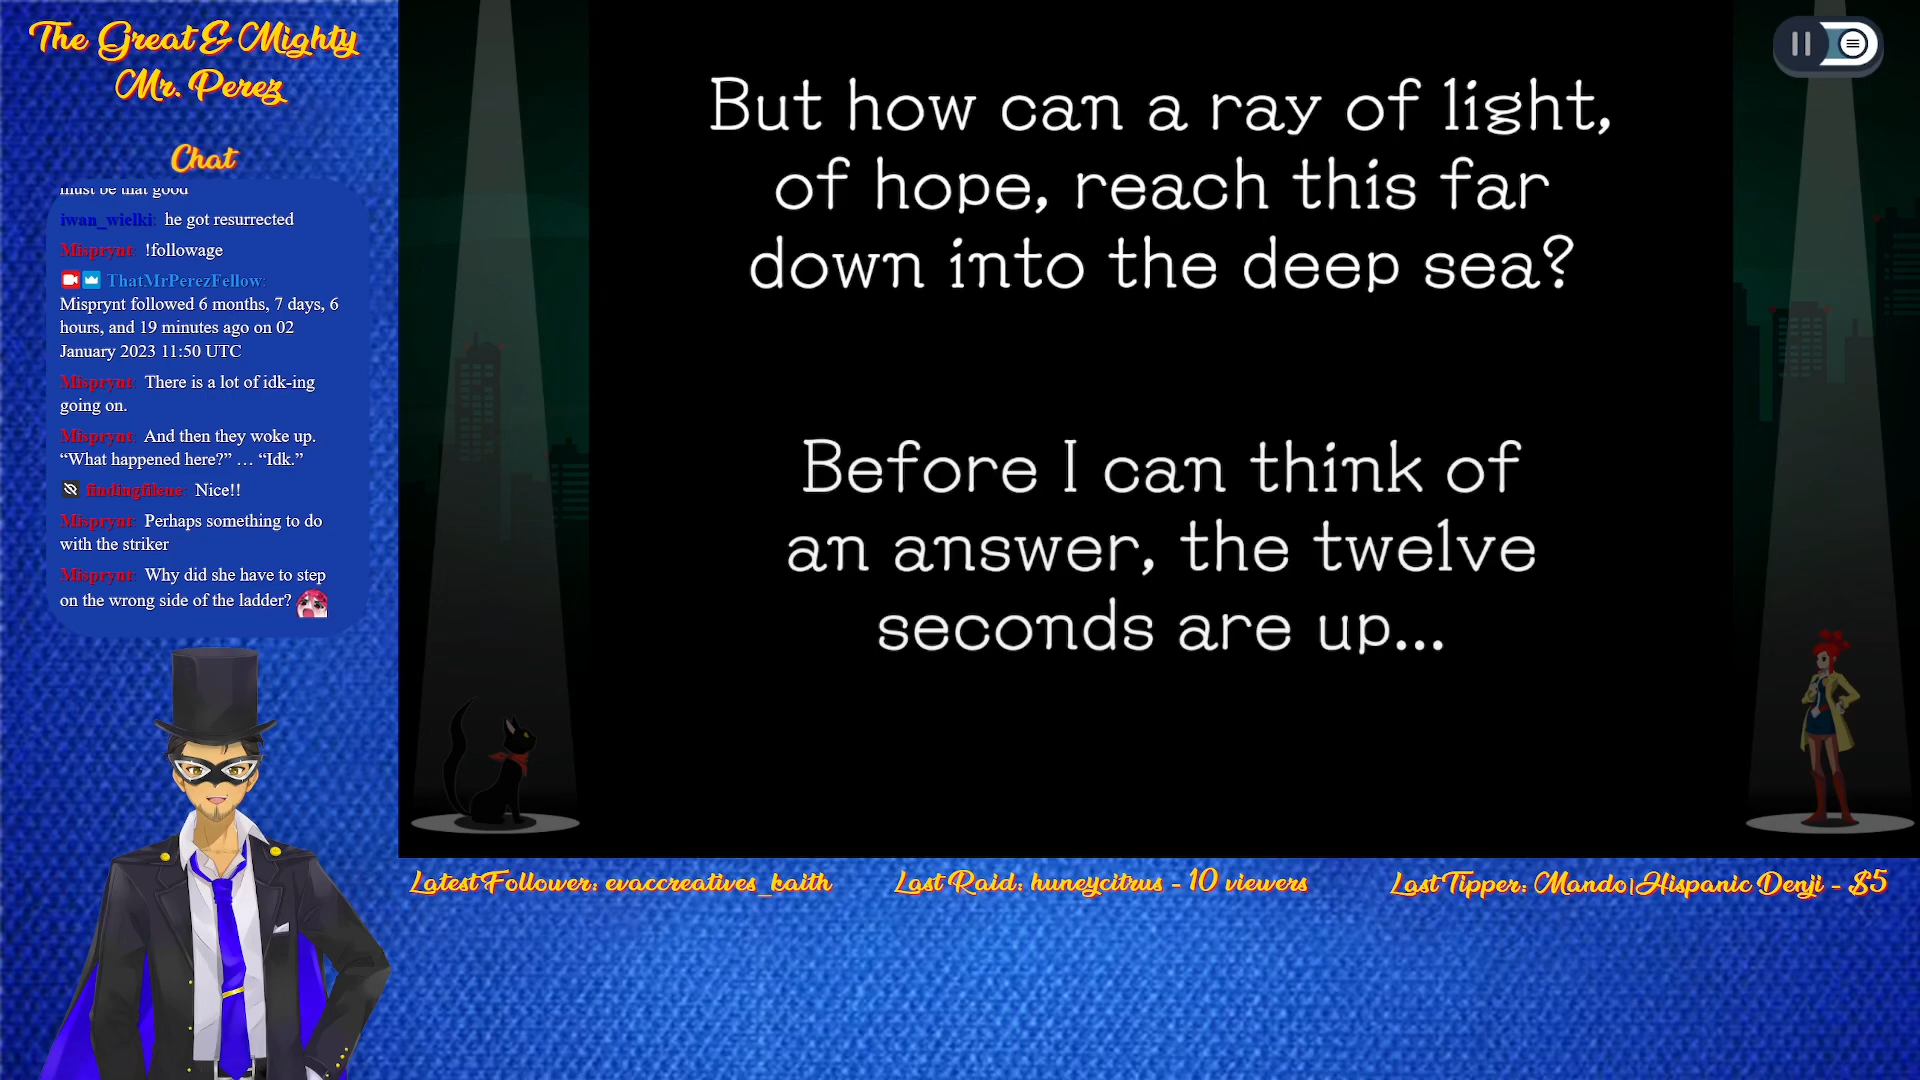 The Great & Mighty
Mr. Perez
Chat
must be that good
iwan_wielki: he got resurrected
Misprynt: !followage
ThatMrPerezFellow:
Misprynt followed 6 months, 7 days, 6
hours, and 19 minutes ago on 02
January 2023 11:50 UTC
Misprynt: There is a lot of idk-ing
going on.
Misprynt: And then they woke up.
“What happened here?” … “Idk.”
findingfilene: Nice!!
Misprynt: Perhaps something to do
with the striker
Misprynt: Why did she have to step
on the wrong side of the ladder?
But how can a ray of light,
of hope, reach this far
down into the deep sea?
Before I can think of
an answer, the twelve
seconds are up...
Latest Follower: evaccreatives_kaith
Last Raid: huneycitrus - 10 viewers
Last Tipper: Mando|Hispanic Denji - $5